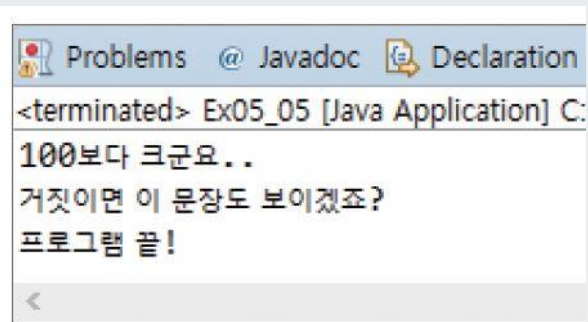 Problems @ Javadoc Declaration
<terminated> Ex05_05 [Java Application] C:
100보다 크군요..
거짓이면 이 문장도 보이겠죠?
프로그램 끝!